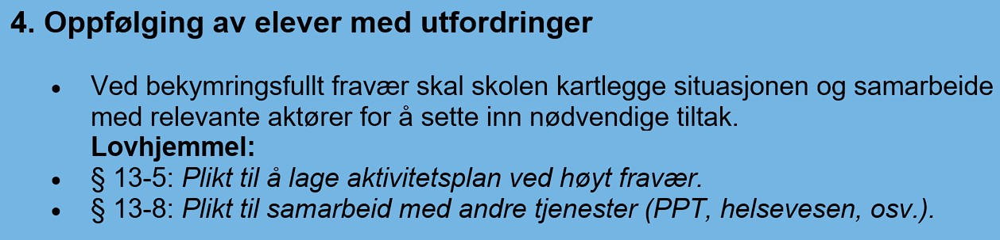 4. Oppfølging av elever med utfordringer
• Ved bekymringsfullt fravær skal skolen kartlegge situasjonen og samarbeide
med relevante aktører for å sette inn nødvendige tiltak.
Lovhjemmel:
• § 13-5: Plikt til å lage aktivitetsplan ved høyt fravær.
• § 13-8: Plikt til samarbeid med andre tjenester (PPT, helsevesen, osv.).